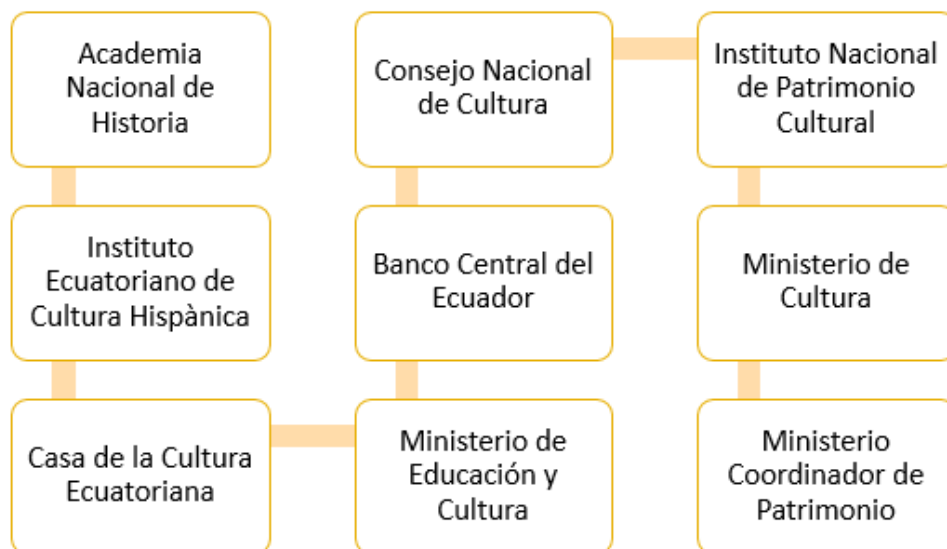 Academia
Nacional de
Historia
Instituto
Ecuatoriano de
Cultura Hispànica
Casa de la Cultura
Ecuatoriana
Ministerio de
Educación y
Cultura
Banco Central del
Ecuador
Consejo Nacional
de Cultura
Instituto Nacional
de Patrimonio
Cultural
Ministerio de
Cultura
Ministerio
Coordinador de
Patrimonio